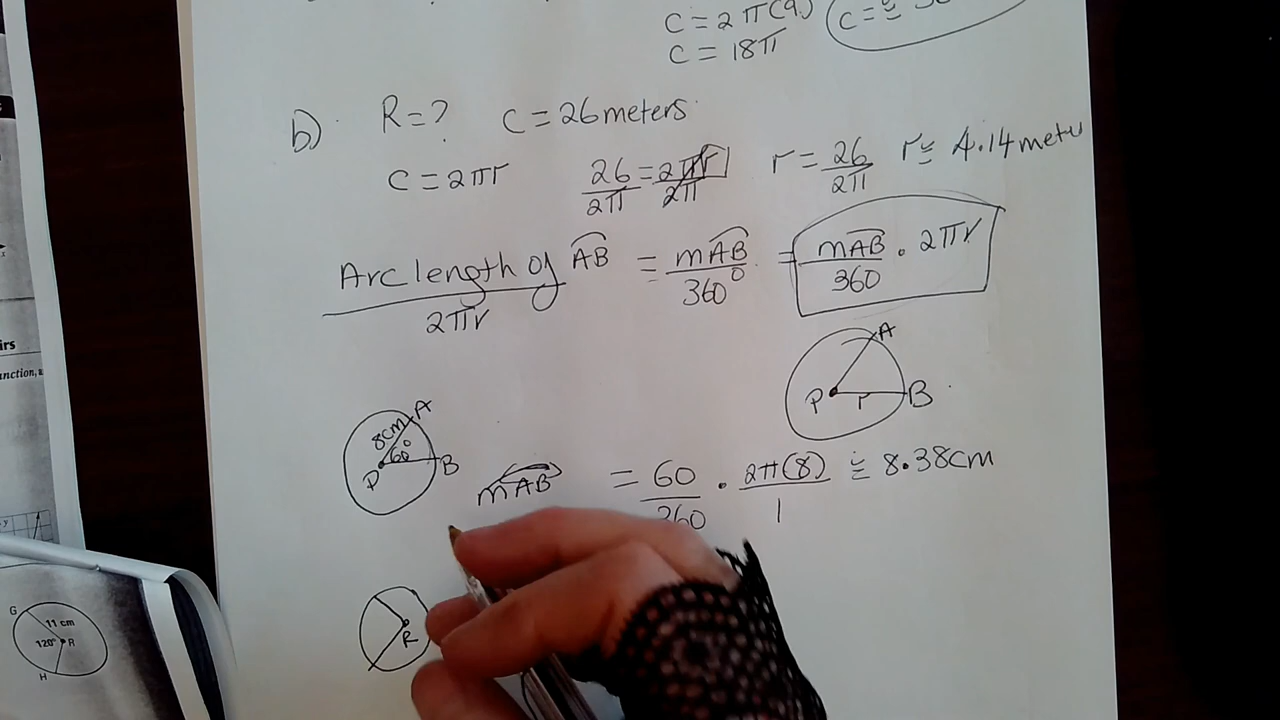 C = 2π(9)
C = 18π
b) R = ? C = 26 meters
C = 2πr 26/2π = 2πr/2π r = 26/2π r ≅ 4.14
Arc length of AB/2πr = mAB/360° = mAB/360 · 2πr
A
P r B
8cm A
60°
P B
mAB = 60/360 · 2π(8)/1 ≅ 8.38cm
R
irs
G
11 cm
120° R
H
y